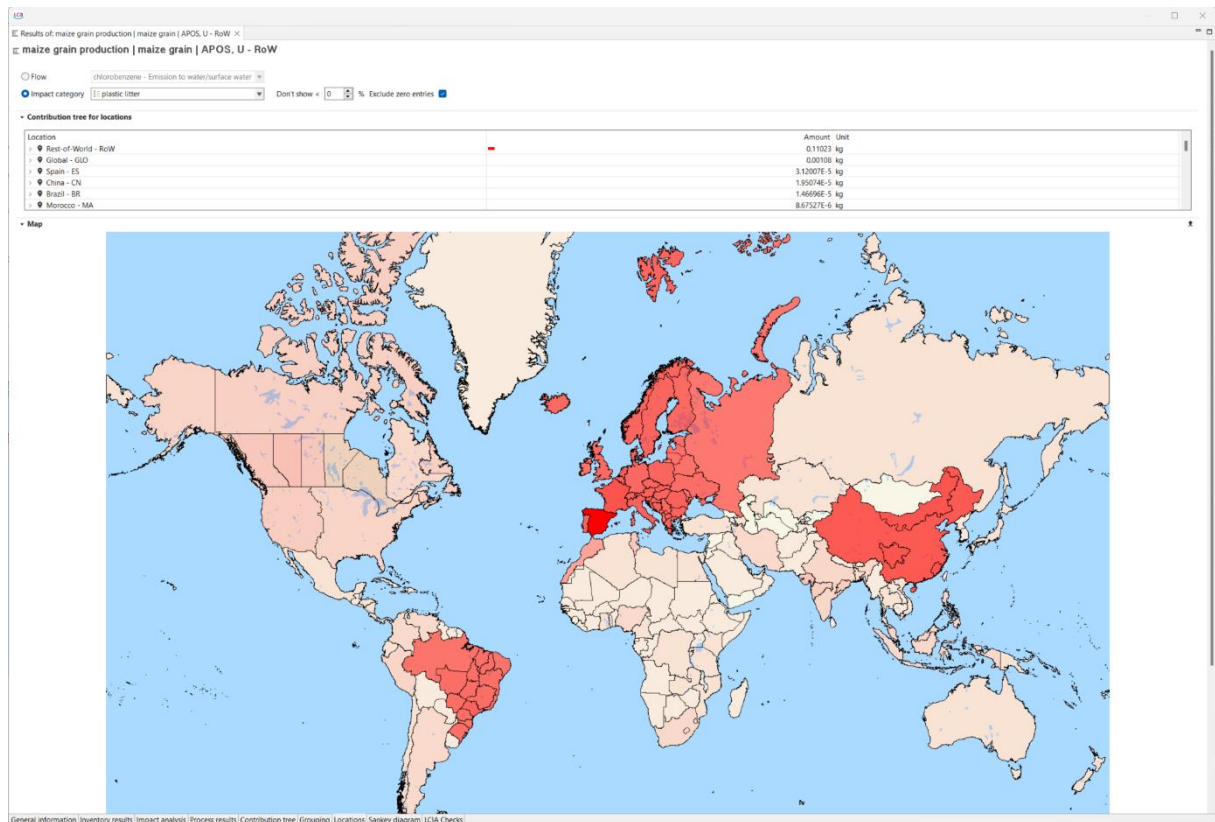 LCA
Results of: maize grain production | maize grain | APOS, U - RoW
maize grain production | maize grain | APOS, U - RoW
Flow chlorobenzene - Emission to water/surface water
Impact category plastic litter Don't show < 0 % Exclude zero entries
Contribution tree for locations
Location Amount Unit
Rest-of-World - RoW 0.11023 kg
Global - GLO 0.00108 kg
Spain - ES 3.12007E-5 kg
China - CN 1.95074E-5 kg
Brazil - BR 1.46696E-5 kg
Morocco - MA 8.67527E-6 kg
Map
General information Inventory results Impact analysis Process results Contribution tree Grouping Locations Sankey diagram LCIA Checks